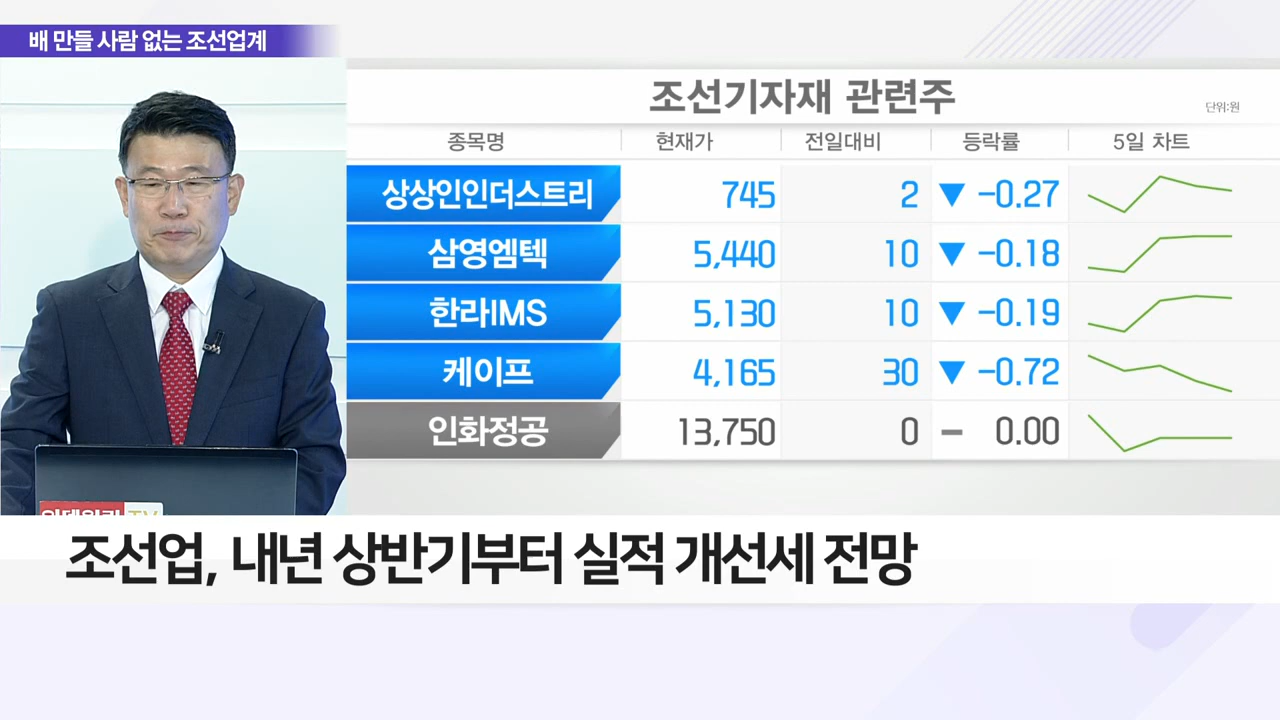 배 만들 사람 없는 조선업계
조선기자재 관련주
단위:원
종목명 현재가 전일대비 등락률 5일 차트
상상인인더스트리 745 2 ▼ -0.27
삼영엠텍 5,440 10 ▼ -0.18
한라IMS 5,130 10 ▼ -0.19
케이프 4,165 30 ▼ -0.72
인화정공 13,750 0 - 0.00
TV
조선업, 내년 상반기부터 실적 개선세 전망